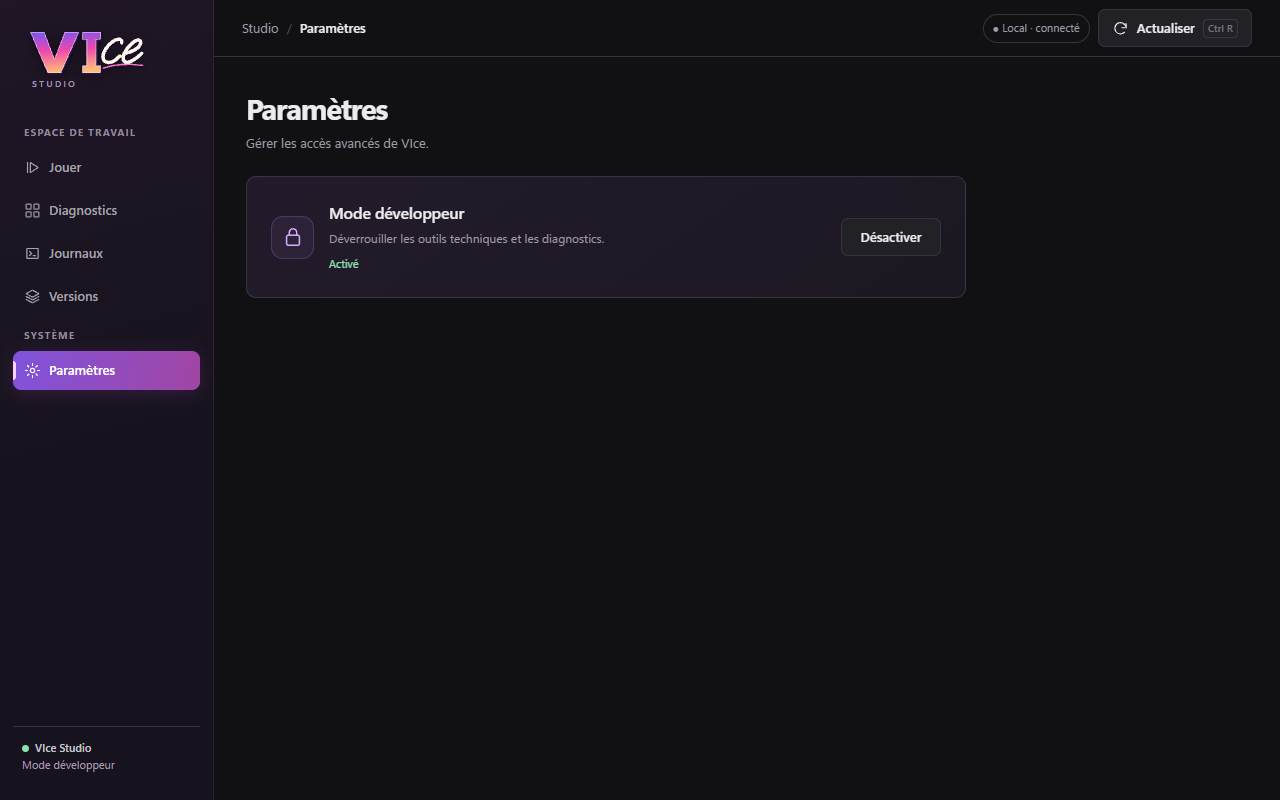 VIce
STUDIO
ESPACE DE TRAVAIL
Jouer
Diagnostics
Journaux
Versions
SYSTÈME
Paramètres
VIce Studio
Mode développeur
Studio / Paramètres
Local · connecté
Actualiser Ctrl R
Paramètres
Gérer les accès avancés de VIce.
Mode développeur
Déverrouiller les outils techniques et les diagnostics.
Activé
Désactiver